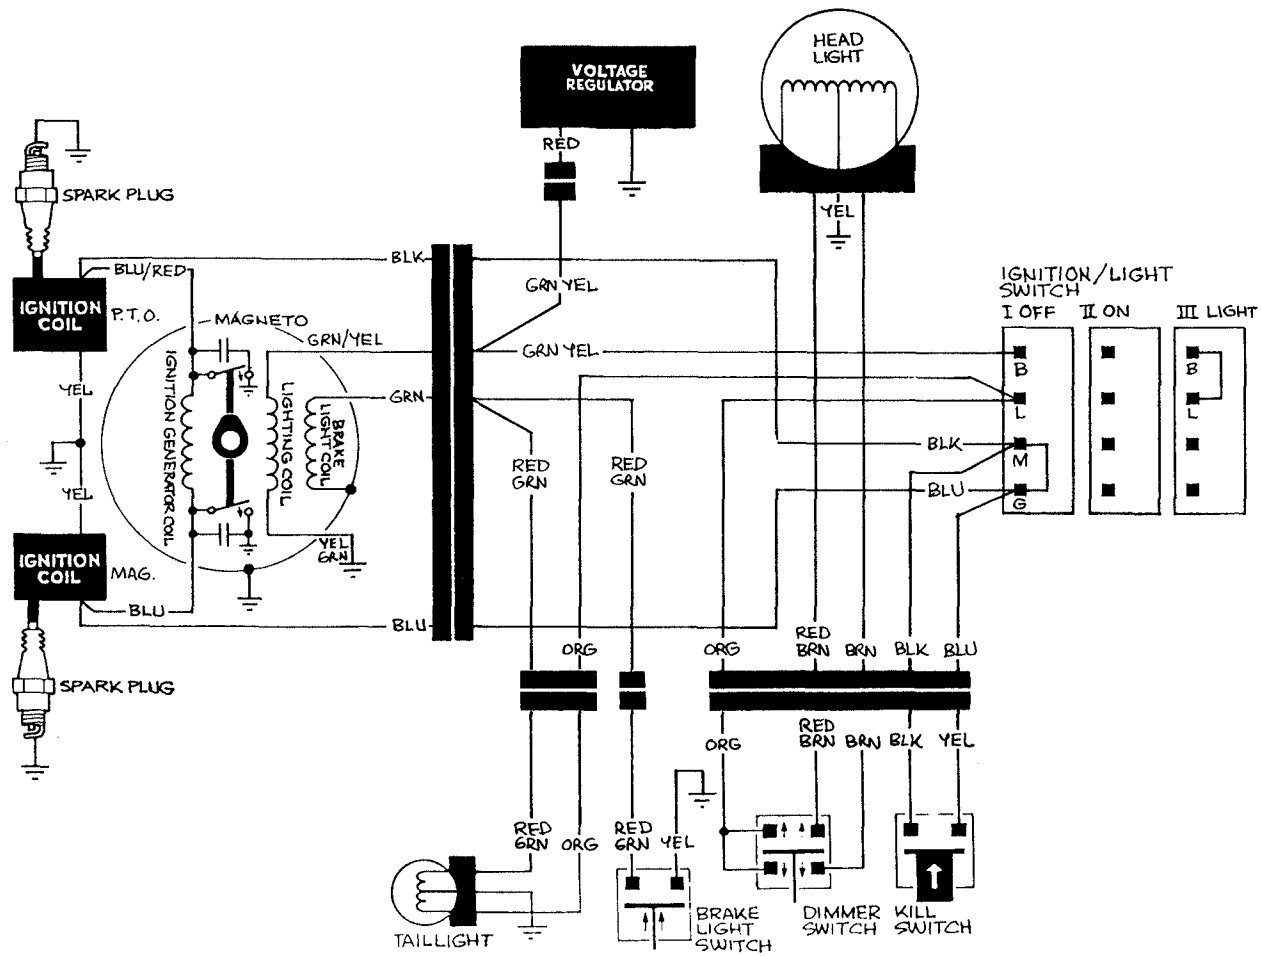 HEAD
LIGHT
VOLTAGE
REGULATOR
RED
SPARK PLUG
YEL
BLK
BLU/RED
GRN YEL
IGNITION/LIGHT
SWITCH
I OFF
II ON
III LIGHT
IGNITION
COIL
P.T.O.
MAGNETO
GRN/YEL
GRN YEL
B
B
YEL
GRN
L
L
IGNITION GENERATOR COIL
LIGHTING COIL
BRAKE
LIGHT COIL
BLK
M
RED
GRN
RED
GRN
YEL
BLU
G
YEL
GRN
IGNITION
COIL
MAG.
BLU
BLU
ORG
ORG
RED
BRN
BRN
BLK
BLU
SPARK PLUG
ORG
RED
BRN
BRN
BLK
YEL
RED
GRN
ORG
RED
GRN
YEL
TAILLIGHT
BRAKE
LIGHT
SWITCH
DIMMER
SWITCH
KILL
SWITCH